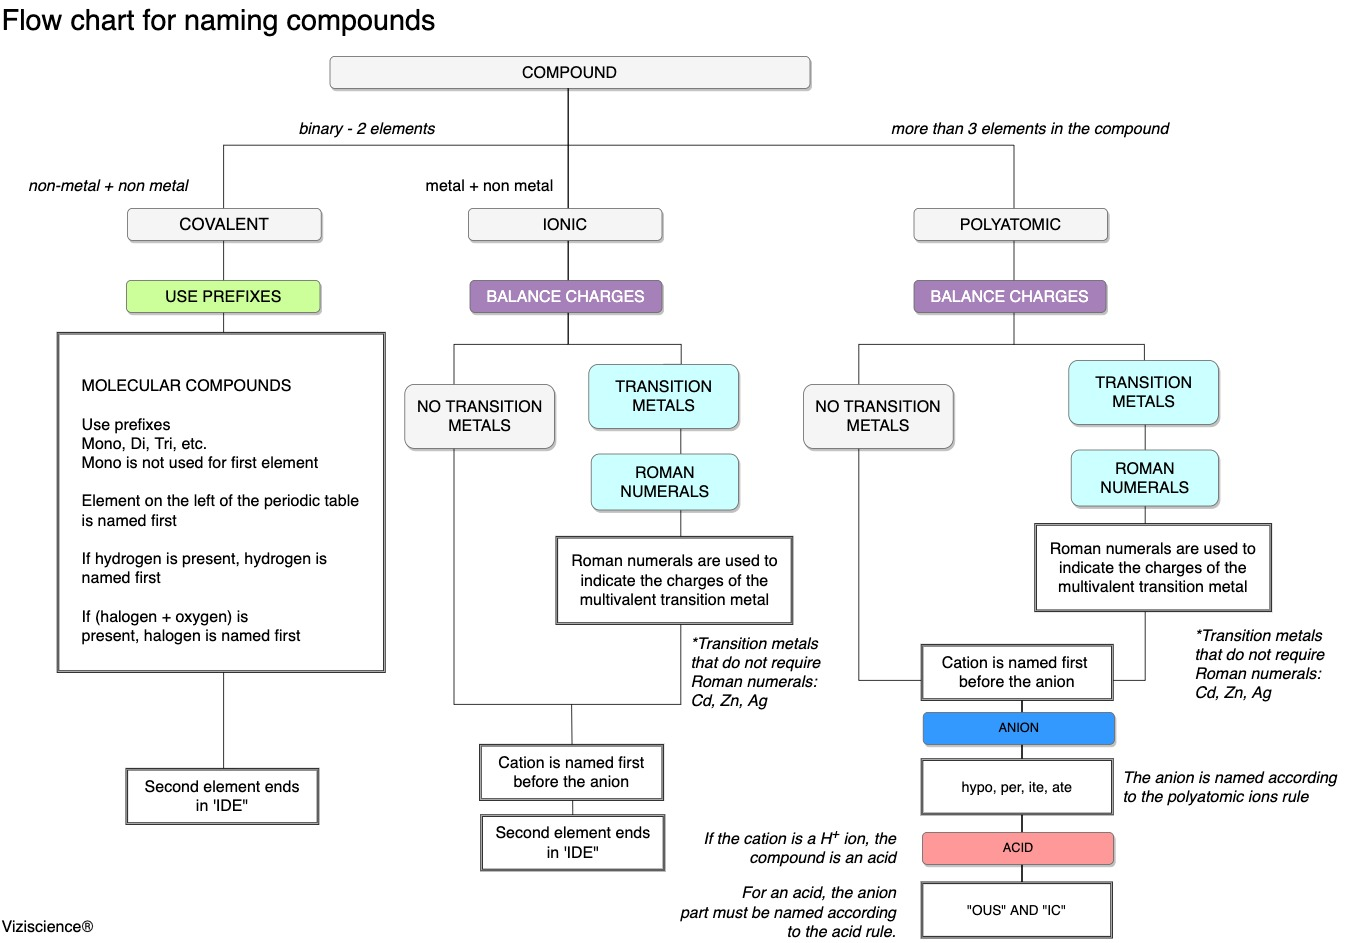 Flow chart for naming compounds
COMPOUND
binary - 2 elements
more than 3 elements in the compound
non-metal + non metal
metal + non metal
COVALENT
IONIC
POLYATOMIC
USE PREFIXES
BALANCE CHARGES
BALANCE CHARGES
MOLECULAR COMPOUNDS
Use prefixes
Mono, Di, Tri, etc.
Mono is not used for first element
Element on the left of the periodic table
is named first
If hydrogen is present, hydrogen is
named first
If (halogen + oxygen) is
present, halogen is named first
Second element ends
in 'IDE"
NO TRANSITION
METALS
TRANSITION
METALS
ROMAN
NUMERALS
Roman numerals are used to
indicate the charges of the
multivalent transition metal
*Transition metals
that do not require
Roman numerals:
Cd, Zn, Ag
Cation is named first
before the anion
Second element ends
in 'IDE"
NO TRANSITION
METALS
TRANSITION
METALS
ROMAN
NUMERALS
Roman numerals are used to
indicate the charges of the
multivalent transition metal
*Transition metals
that do not require
Roman numerals:
Cd, Zn, Ag
Cation is named first
before the anion
ANION
hypo, per, ite, ate
The anion is named according
to the polyatomic ions rule
If the cation is a H⁺ ion, the
compound is an acid
ACID
For an acid, the anion
part must be named according
to the acid rule.
"OUS" AND "IC"
Viziscience®